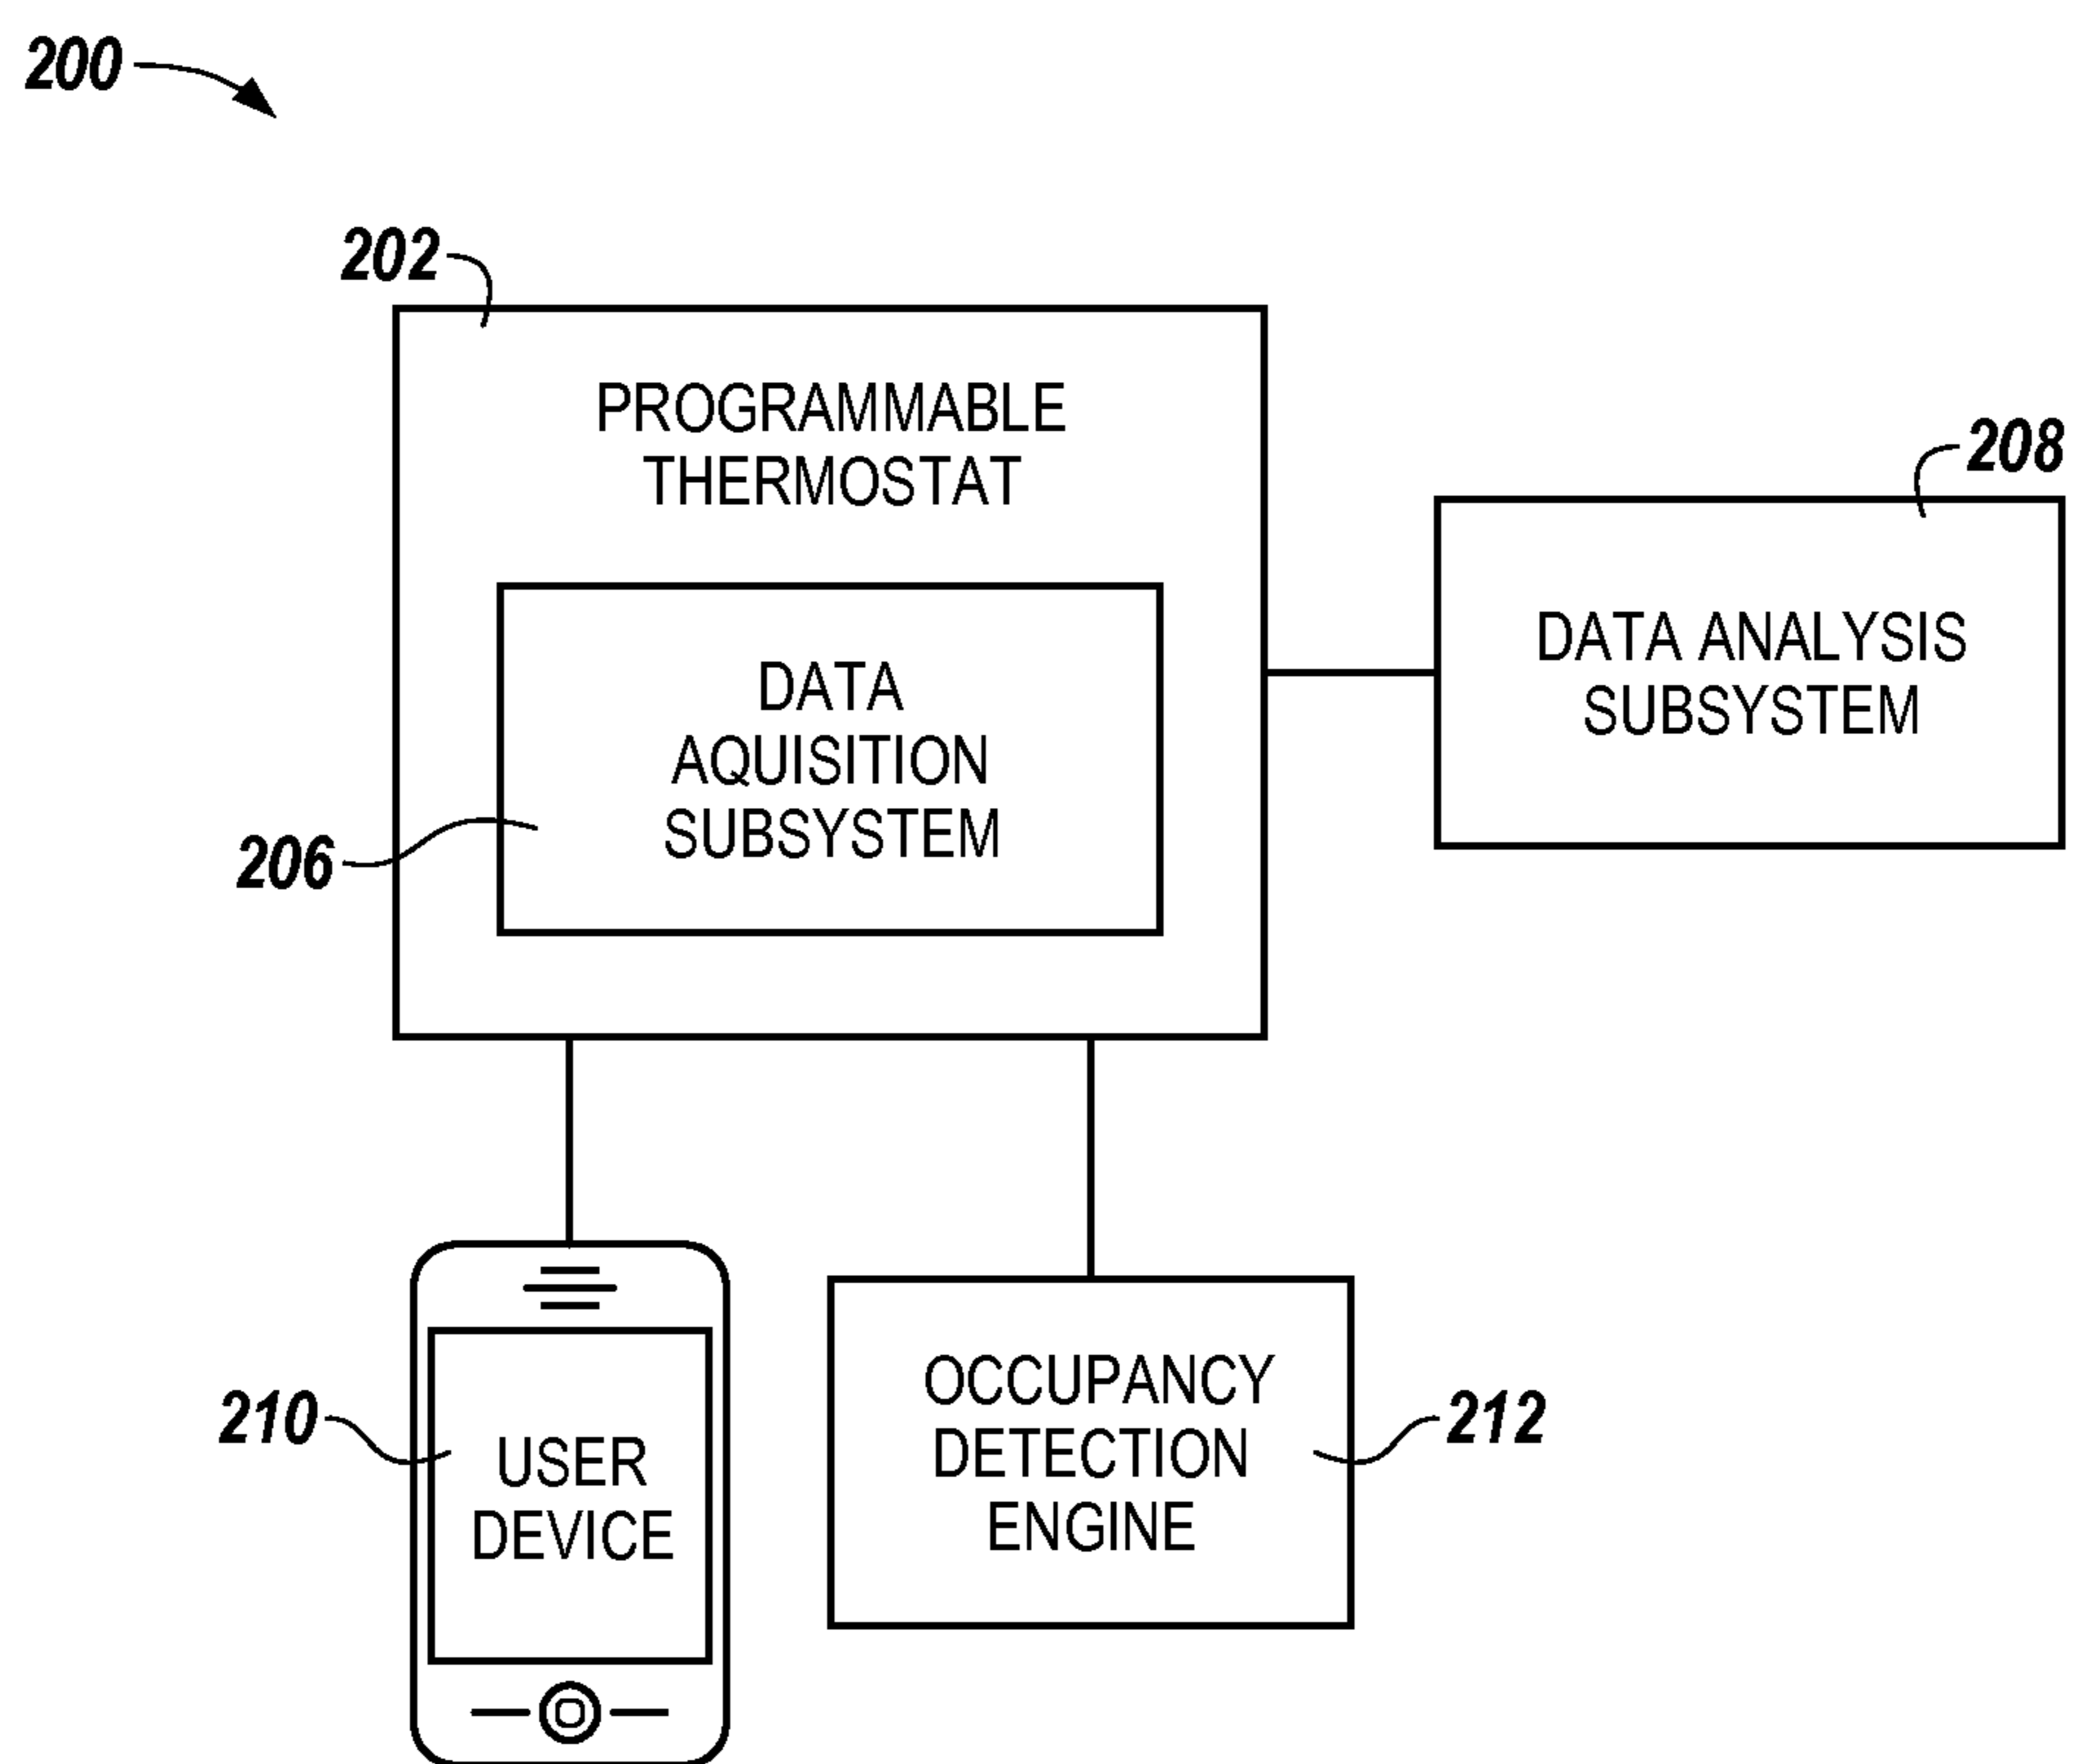 200
202
PROGRAMMABLE
THERMOSTAT
208
DATA ANALYSIS
SUBSYSTEM
DATA
AQUISITION
SUBSYSTEM
206
210
USER
DEVICE
OCCUPANCY
DETECTION
ENGINE
212